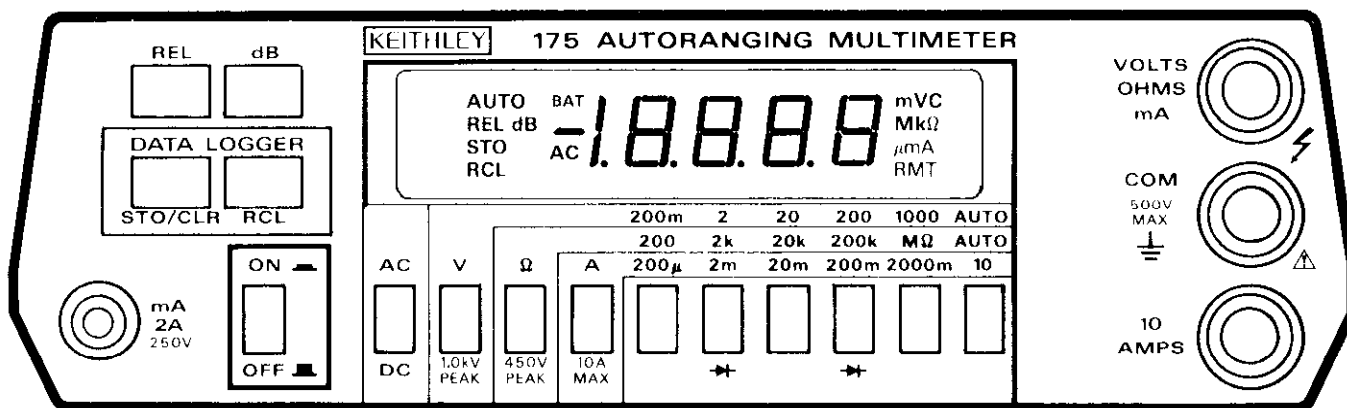 KEITHLEY 175 AUTORANGING MULTIMETER
REL dB
DATA LOGGER
STO/CLR RCL
ON
OFF
mA
2A
250V
AUTO BAT
REL dB
STO AC
RCL
-1.8.8.8.8
mVC
MkΩ
μmA
RMT
200m 2 20 200 1000 AUTO
200 2k 20k 200k MΩ AUTO
200μ 2m 20m 200m 2000m 10
AC V Ω A
DC 1.0kV PEAK 450V PEAK 10A MAX
VOLTS
OHMS
mA
COM
500V
MAX
10
AMPS